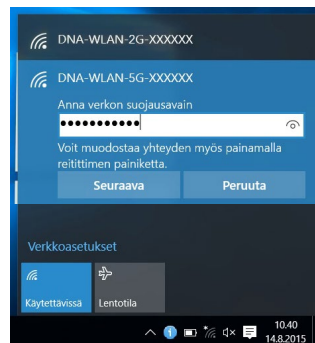 DNA-WLAN-2G-XXXXXX
DNA-WLAN-5G-XXXXXX
Anna verkon suojausavain
●●●●●●●●●●●
Voit muodostaa yhteyden myös painamalla
reitittimen painiketta.
Seuraava Peruuta
Verkkoasetukset
Käytettävissä Lentotila
10.40
14.8.2015